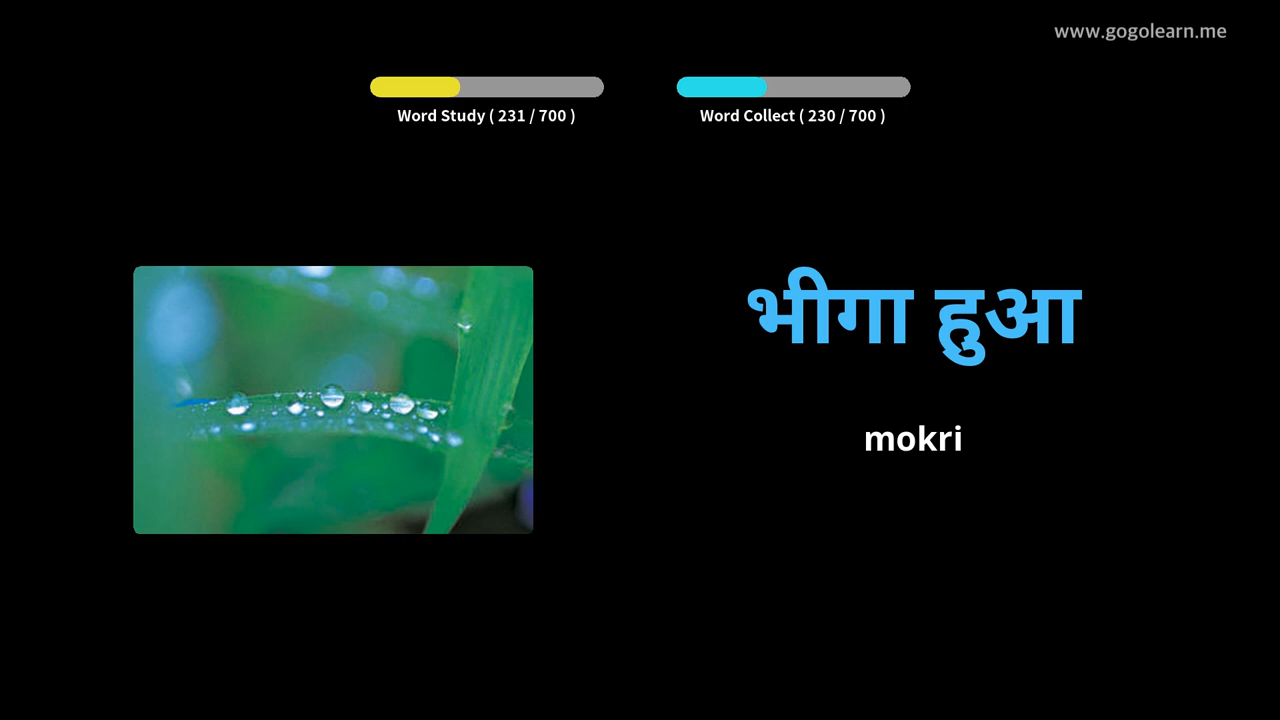 www.gogolearn.me
Word Study ( 231 / 700 )
Word Collect ( 230 / 700 )
भीगा हुआ
mokri